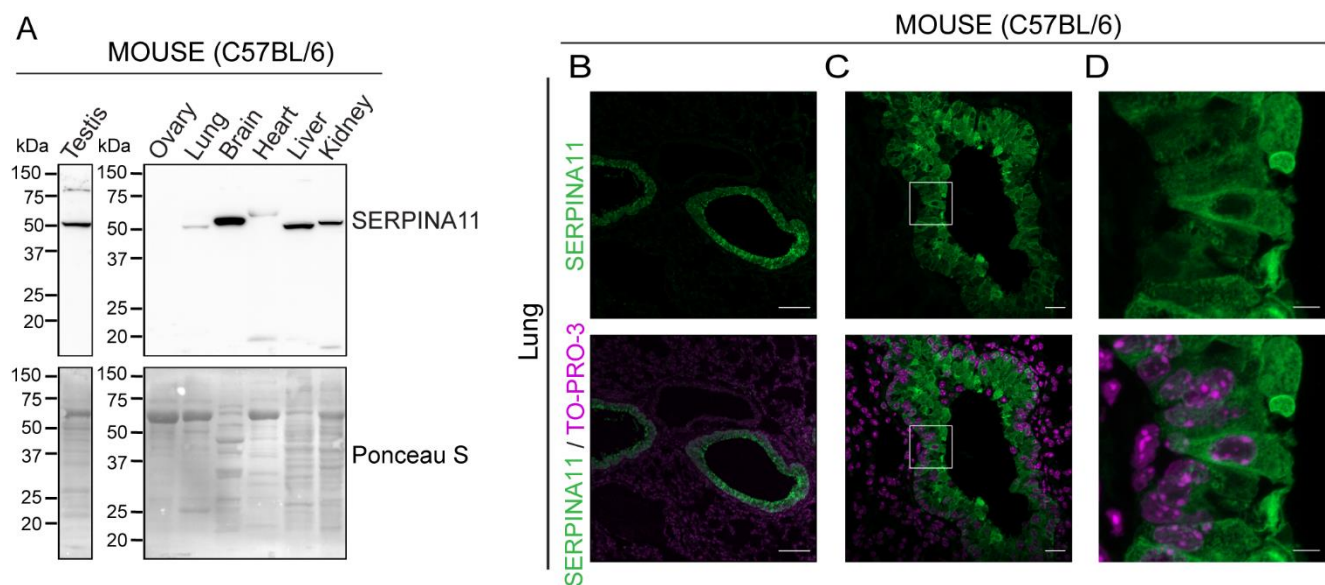 A
MOUSE (C57BL/6)
kDa
Testis
kDa
Ovary
Lung
Brain
Heart
Liver
Kidney
150
75
50
37
25
20
150
75
50
37
25
20
SERPINA11
150
75
50
37
25
20
150
75
50
37
25
20
Ponceau S
MOUSE (C57BL/6)
B
C
D
Lung
SERPINA11
SERPINA11 / TO-PRO-3